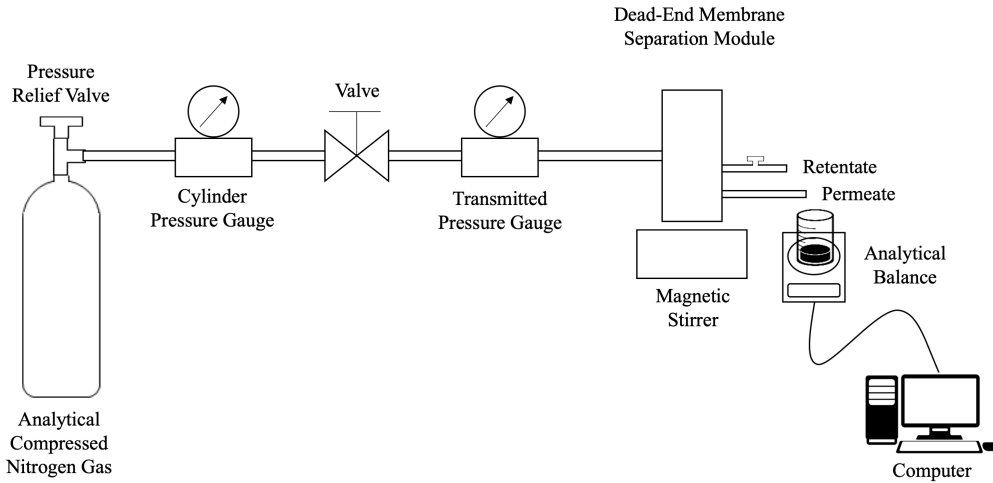 Dead-End Membrane
Separation Module
Pressure
Relief Valve
Valve
Cylinder
Pressure Gauge
Transmitted
Pressure Gauge
Retentate
Permeate
Analytical
Balance
Magnetic
Stirrer
Analytical
Compressed
Nitrogen Gas
Computer